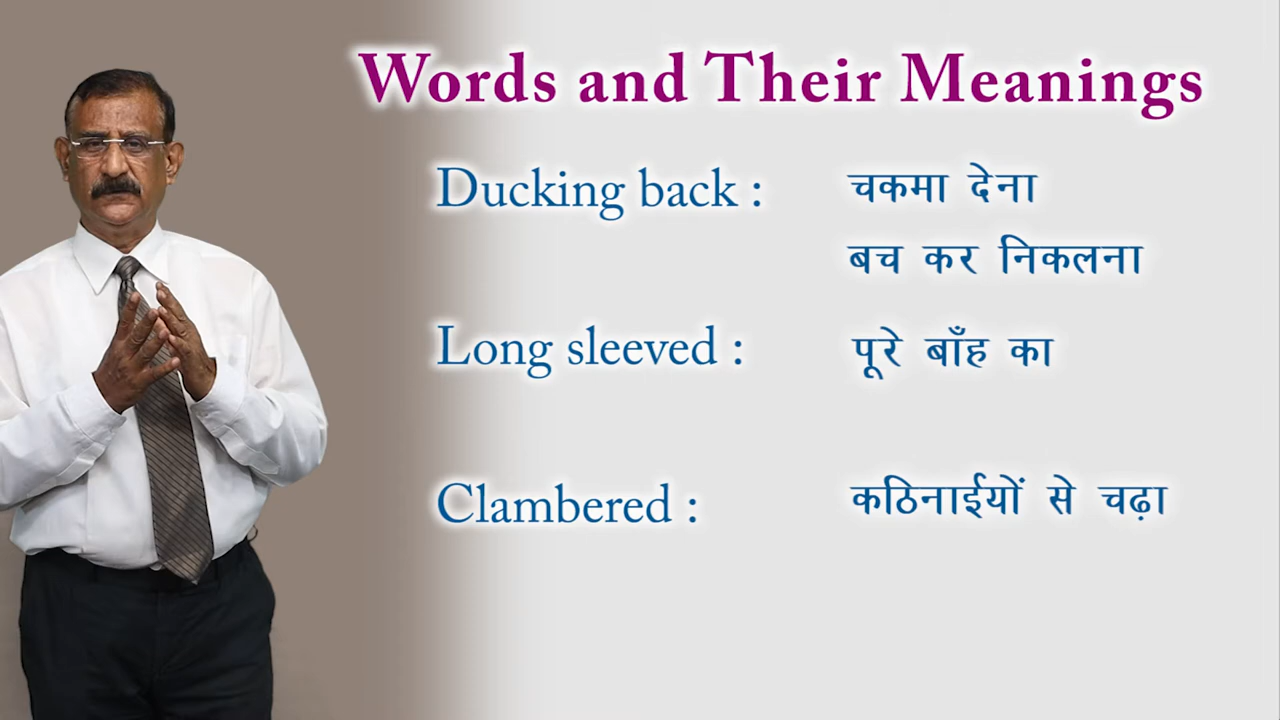 Words and Their Meanings
Ducking back : चकमा देना
बच कर निकलना
Long sleeved : पूरे बाँह का
Clambered : कठिनाईयों से चढ़ा